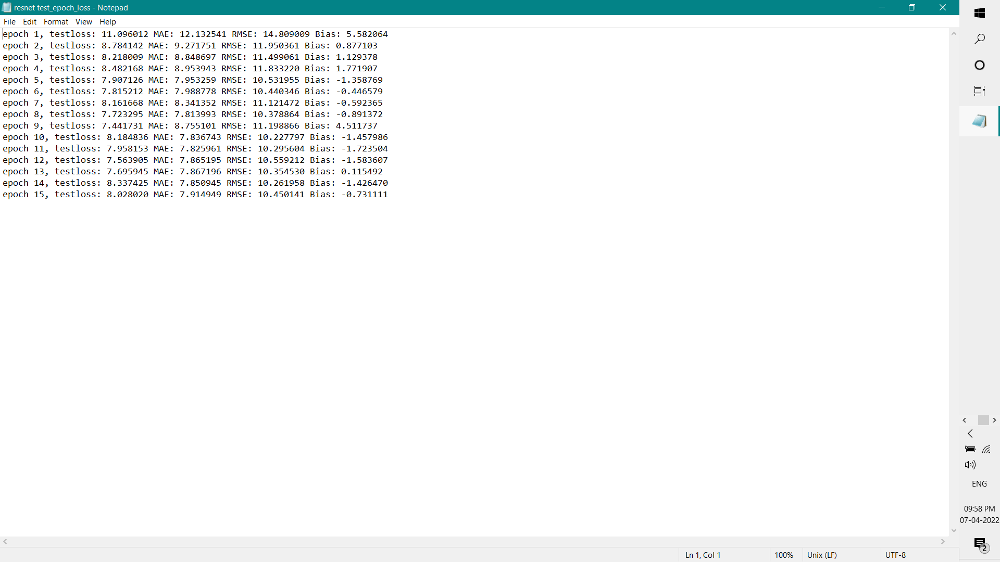 resnet test_epoch_loss - Notepad
File Edit Format View Help
epoch 1, testloss: 11.096012 MAE: 12.132541 RMSE: 14.809009 Bias: 5.582064
epoch 2, testloss: 8.784142 MAE: 9.271751 RMSE: 11.950361 Bias: 0.877103
epoch 3, testloss: 8.218009 MAE: 8.848697 RMSE: 11.499061 Bias: 1.129378
epoch 4, testloss: 8.482168 MAE: 8.953943 RMSE: 11.833220 Bias: 1.771907
epoch 5, testloss: 7.907126 MAE: 7.953259 RMSE: 10.531955 Bias: -1.358769
epoch 6, testloss: 7.815212 MAE: 7.988778 RMSE: 10.440346 Bias: -0.446579
epoch 7, testloss: 8.161668 MAE: 8.341352 RMSE: 11.121472 Bias: -0.592365
epoch 8, testloss: 7.723295 MAE: 7.813993 RMSE: 10.378864 Bias: -0.891372
epoch 9, testloss: 7.441731 MAE: 8.755101 RMSE: 11.198866 Bias: 4.511737
epoch 10, testloss: 8.184836 MAE: 7.836743 RMSE: 10.227797 Bias: -1.457986
epoch 11, testloss: 7.958153 MAE: 7.825961 RMSE: 10.295604 Bias: -1.723504
epoch 12, testloss: 7.563905 MAE: 7.865195 RMSE: 10.559212 Bias: -1.583607
epoch 13, testloss: 7.695945 MAE: 7.867196 RMSE: 10.354530 Bias: 0.115492
epoch 14, testloss: 8.337425 MAE: 7.850945 RMSE: 10.261958 Bias: -1.426470
epoch 15, testloss: 8.028020 MAE: 7.914949 RMSE: 10.450141 Bias: -0.731111
ENG
09:58 PM
07-04-2022
2
Ln 1, Col 1 100% Unix (LF) UTF-8